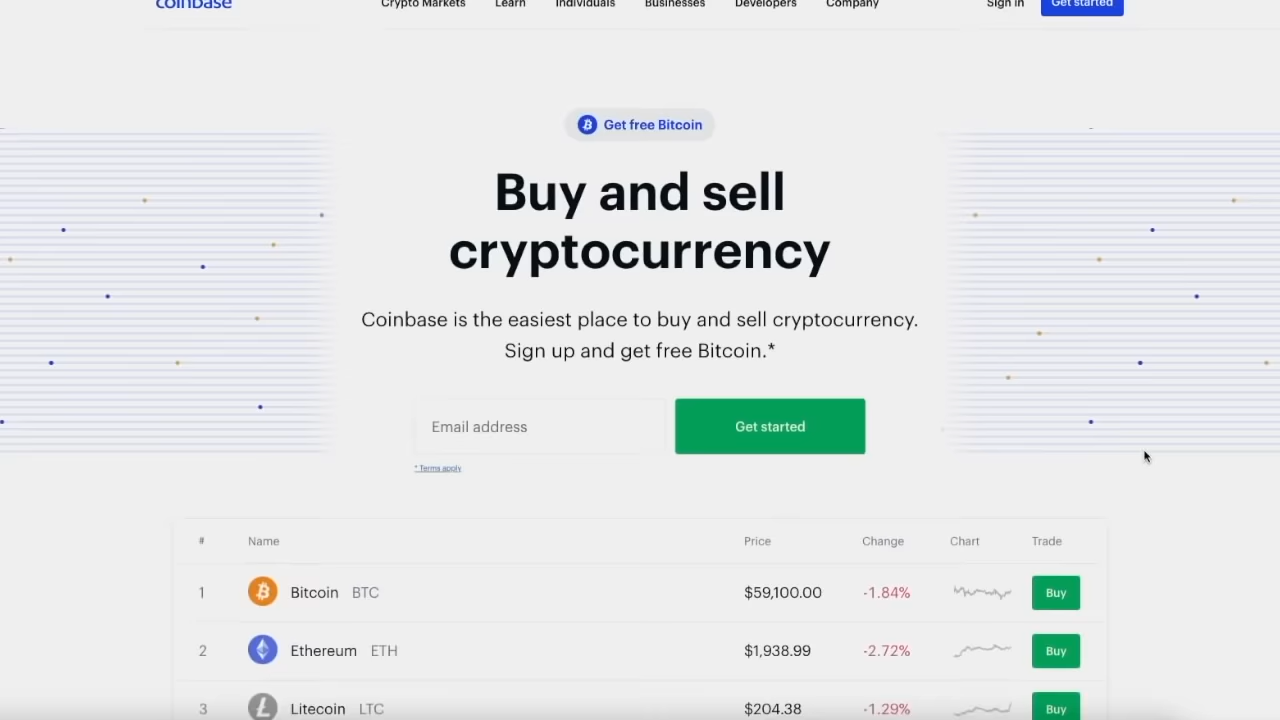 coinbase
Crypto Markets Learn Individuals Businesses Developers Company Sign in Get started
Get free Bitcoin
Buy and sell
cryptocurrency
Coinbase is the easiest place to buy and sell cryptocurrency.
Sign up and get free Bitcoin.*
Email address Get started
* Terms apply
# Name Price Change Chart Trade
1 Bitcoin BTC $59,100.00 -1.84% Buy
2 Ethereum ETH $1,938.99 -2.72% Buy
3 Litecoin LTC $204.38 -1.29% Buy